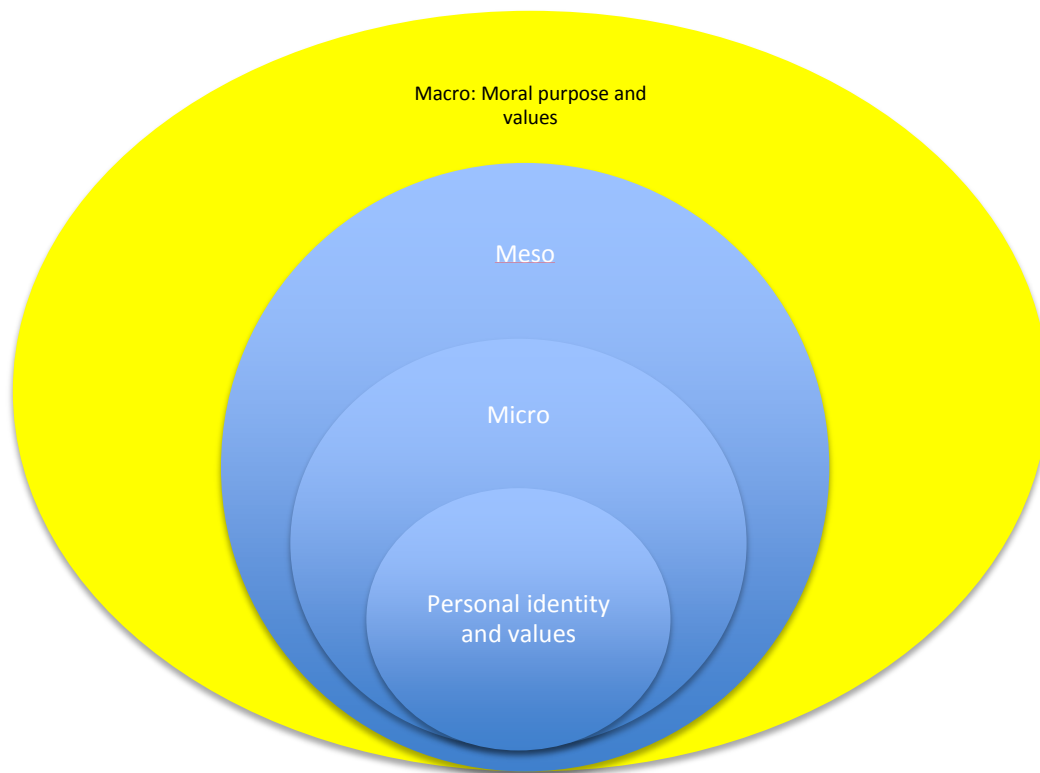 Macro: Moral purpose and
values
Meso
Micro
Personal identity
and values